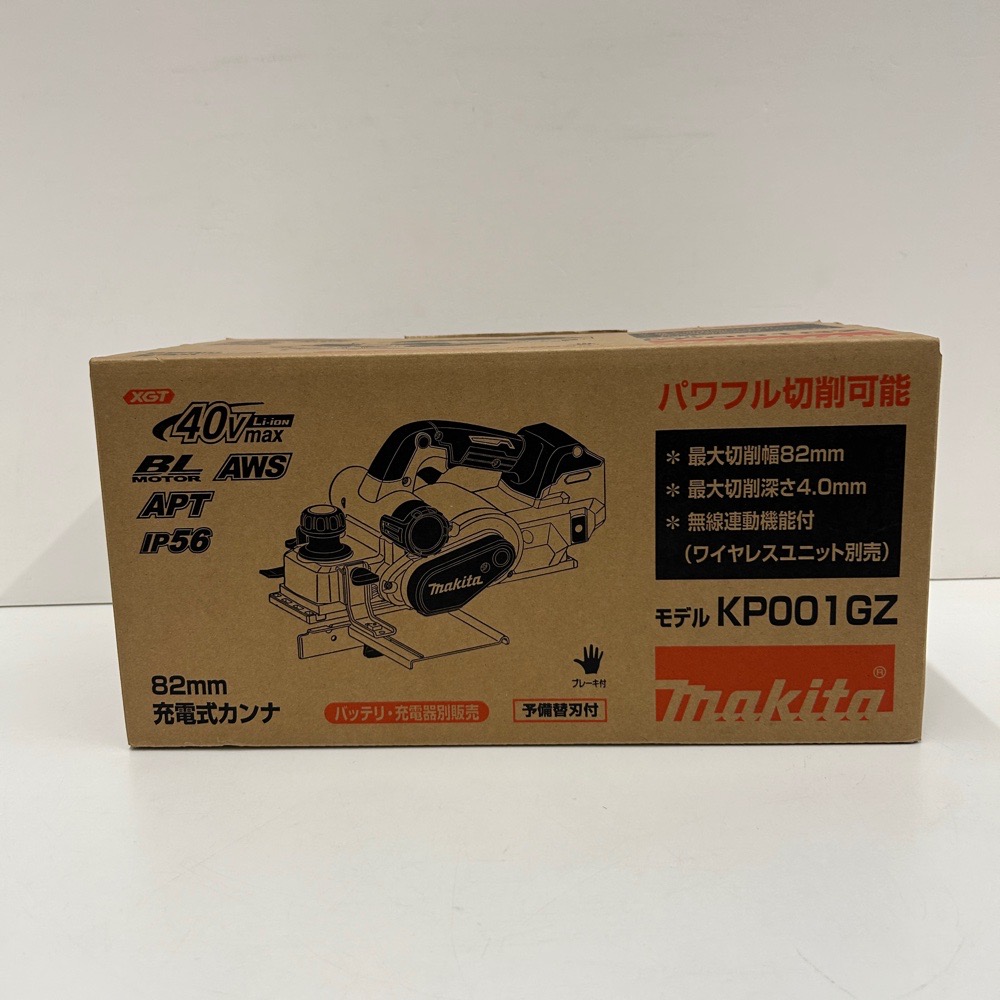 XGT
40Vmax Li-ion
BL MOTOR AWS
APT
IP56
makita
82mm
充電式カンナ
バッテリ・充電器別販売
予備替刃付
ブレーキ付
パワフル切削可能
＊最大切削幅82mm
＊最大切削深さ4.0mm
＊無線連動機能付
(ワイヤレスユニット別売)
モデル KP001GZ
makita®